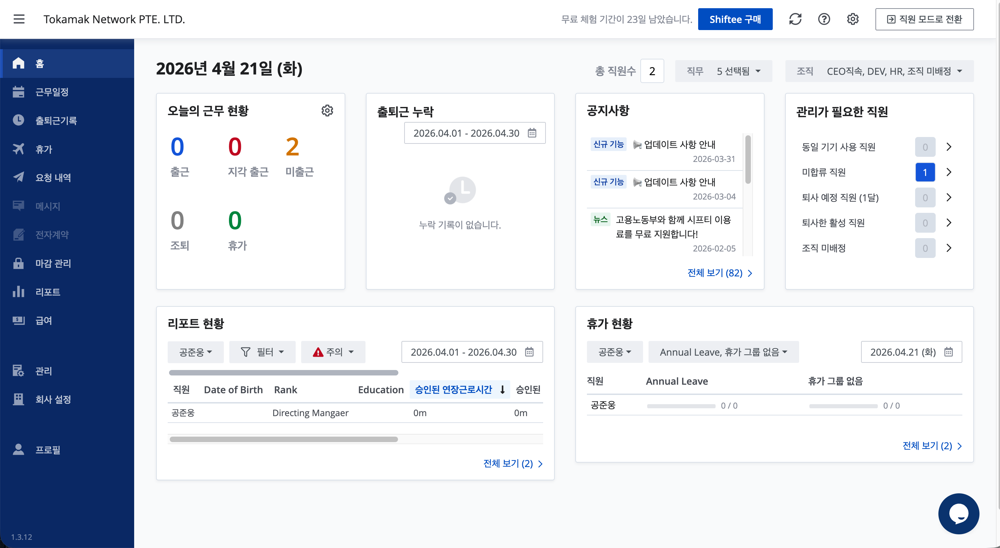 Tokamak Network PTE. LTD.
무료 체험 기간이 23일 남았습니다.
Shiftee 구매
직원 모드로 전환
홈
근무일정
출퇴근기록
휴가
요청 내역
메시지
전자계약
마감 관리
리포트
급여
관리
회사 설정
프로필
1.3.12
2026년 4월 21일 (화)
총 직원수 2
직무 5 선택됨
조직 CEO직속, DEV, HR, 조직 미배정
오늘의 근무 현황
0 0 2
출근 지각 출근 미출근
0 0
조퇴 휴가
출퇴근 누락
2026.04.01 - 2026.04.30
누락 기록이 없습니다.
공지사항
신규 기능 업데이트 사항 안내
2026-03-31
신규 기능 업데이트 사항 안내
2026-03-04
뉴스 고용노동부와 함께 시프티 이용
료를 무료 지원합니다!
2026-02-05
전체 보기 (82)
관리가 필요한 직원
동일 기기 사용 직원 0
미합류 직원 1
퇴사 예정 직원 (1달) 0
퇴사한 활성 직원 0
조직 미배정 0
리포트 현황
공준웅 필터 주의 2026.04.01 - 2026.04.30
직원 Date of Birth Rank Education 승인된 연장근로시간 승인된
공준웅 Directing Mangaer 0m 0m
전체 보기 (2)
휴가 현황
공준웅 Annual Leave, 휴가 그룹 없음 2026.04.21 (화)
직원 Annual Leave 휴가 그룹 없음
공준웅 0 / 0 0 / 0
전체 보기 (2)